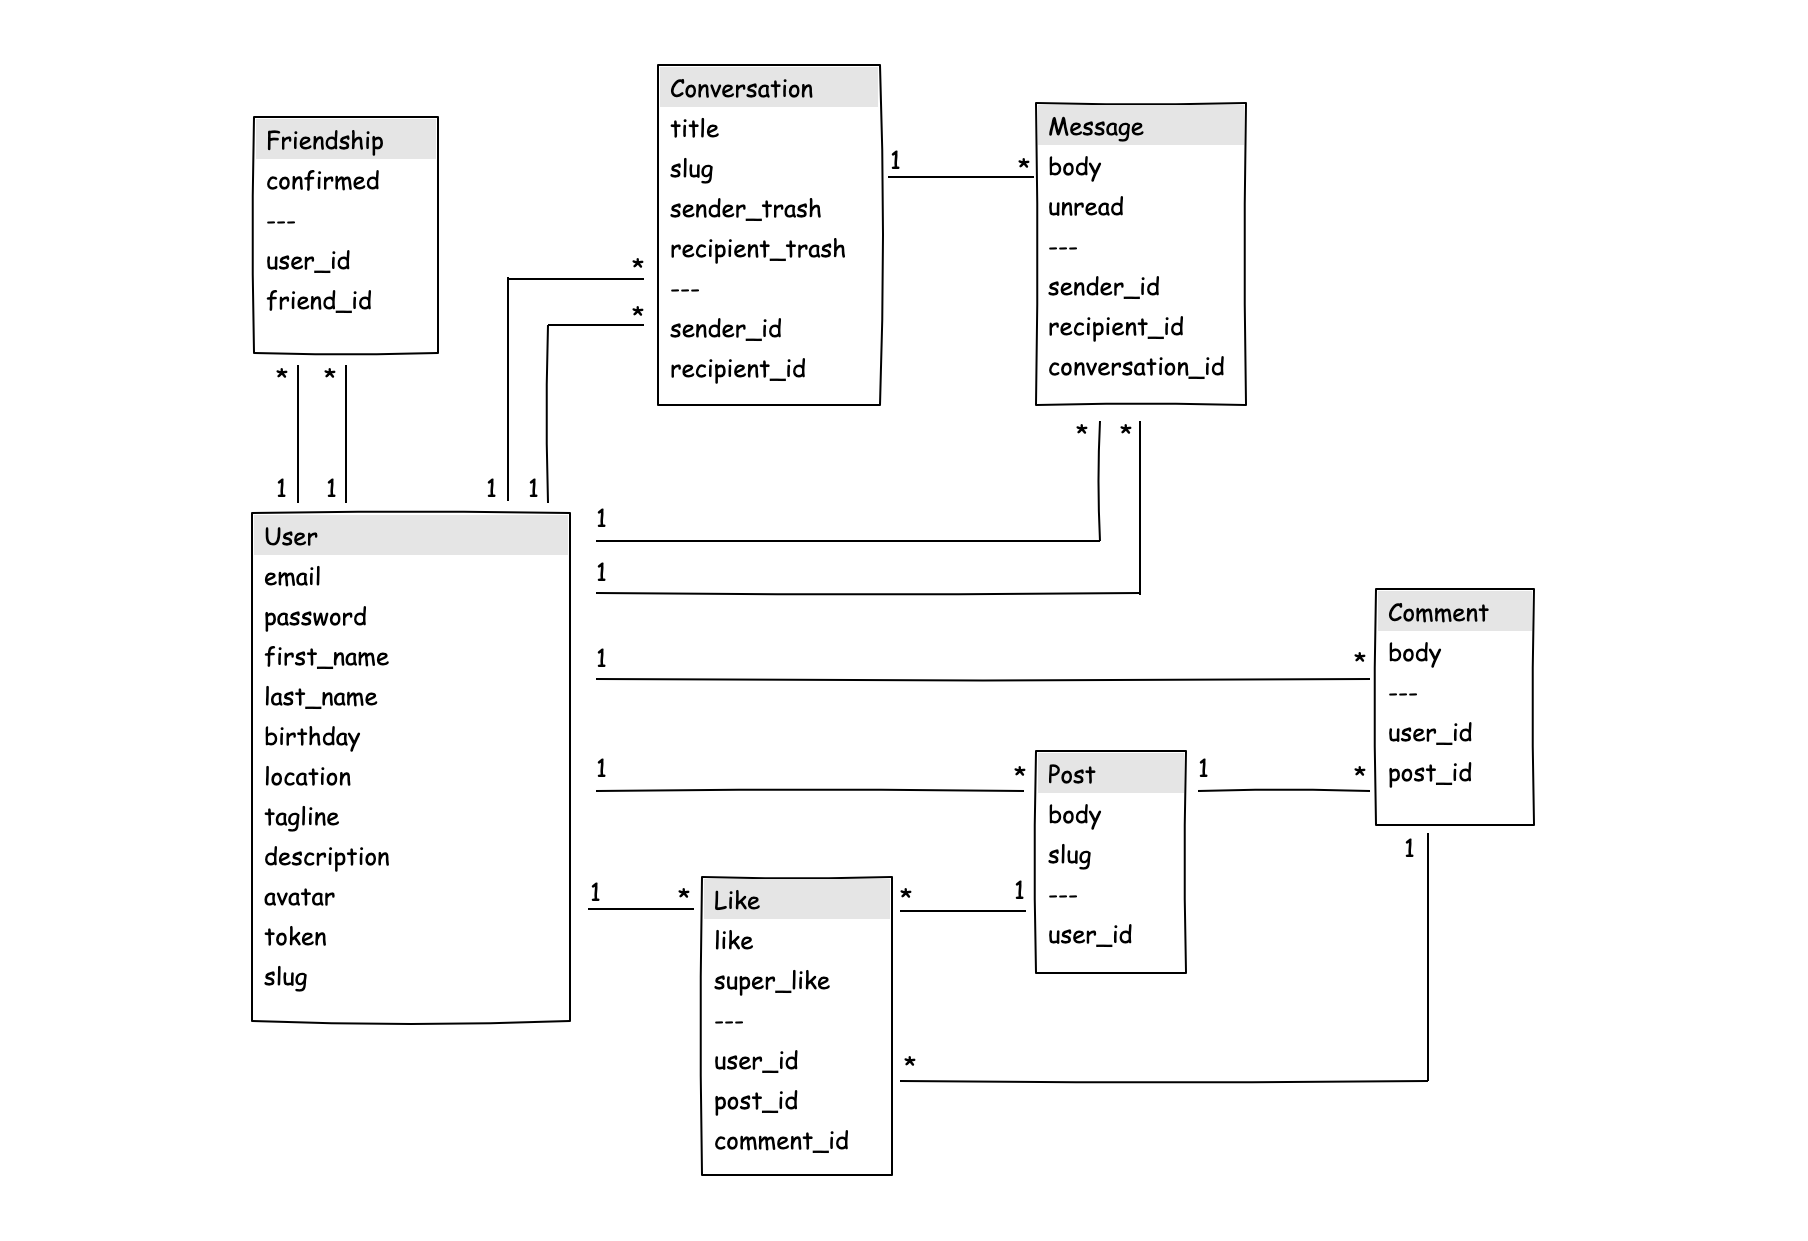 Conversation
title
slug
sender_trash
recipient_trash
---
sender_id
recipient_id
Message
body
unread
---
sender_id
recipient_id
conversation_id
Friendship
confirmed
---
user_id
friend_id
1 *
*
*
* *
1 1
1 1
* *
User
email
password
first_name
last_name
birthday
location
tagline
description
avatar
token
slug
1
1
1 *
1 *
Comment
body
---
user_id
post_id
Post
body
slug
---
user_id
1 *
1
1 *
* 1
Like
like
super_like
---
user_id
post_id
comment_id
*